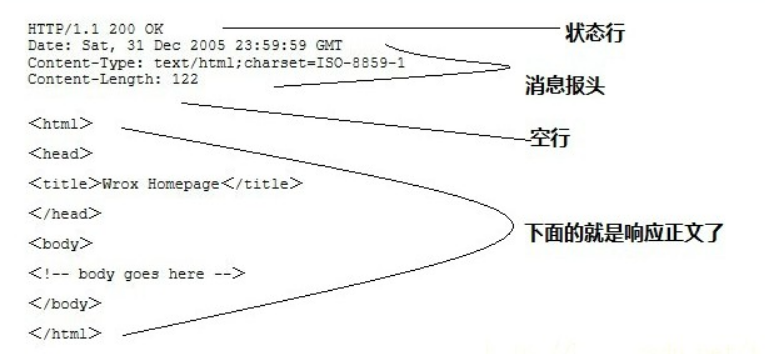 HTTP/1.1 200 OK
状态行
Date: Sat, 31 Dec 2005 23:59:59 GMT
Content-Type: text/html;charset=ISO-8859-1
Content-Length: 122
消息报头
空行
<html>
<head>
<title>Wrox Homepage</title>
</head>
<body>
<!-- body goes here -->
</body>
</html>
下面的就是响应正文了